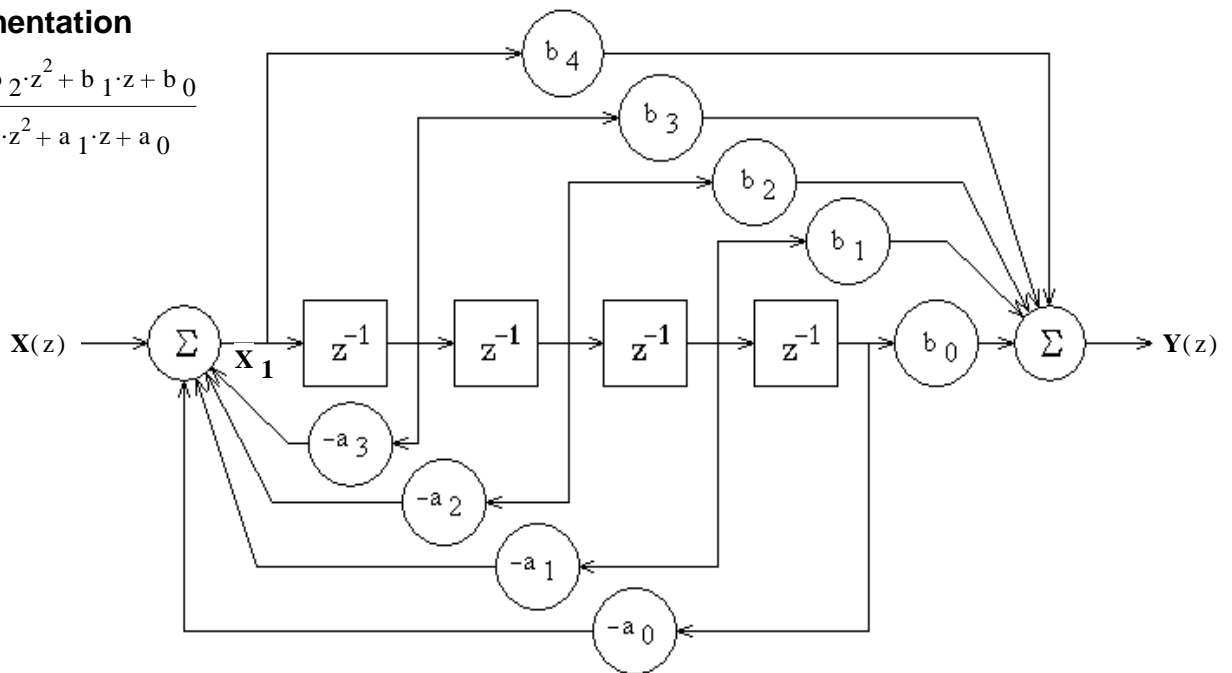 mentation
b 2·z² + b 1·z + b 0
·z² + a 1·z + a 0
b 4
b 3
b 2
b 1
X(z)
Σ
X 1
z⁻¹
z⁻¹
z⁻¹
z⁻¹
b 0
Σ
Y(z)
−a 3
−a 2
−a 1
−a 0